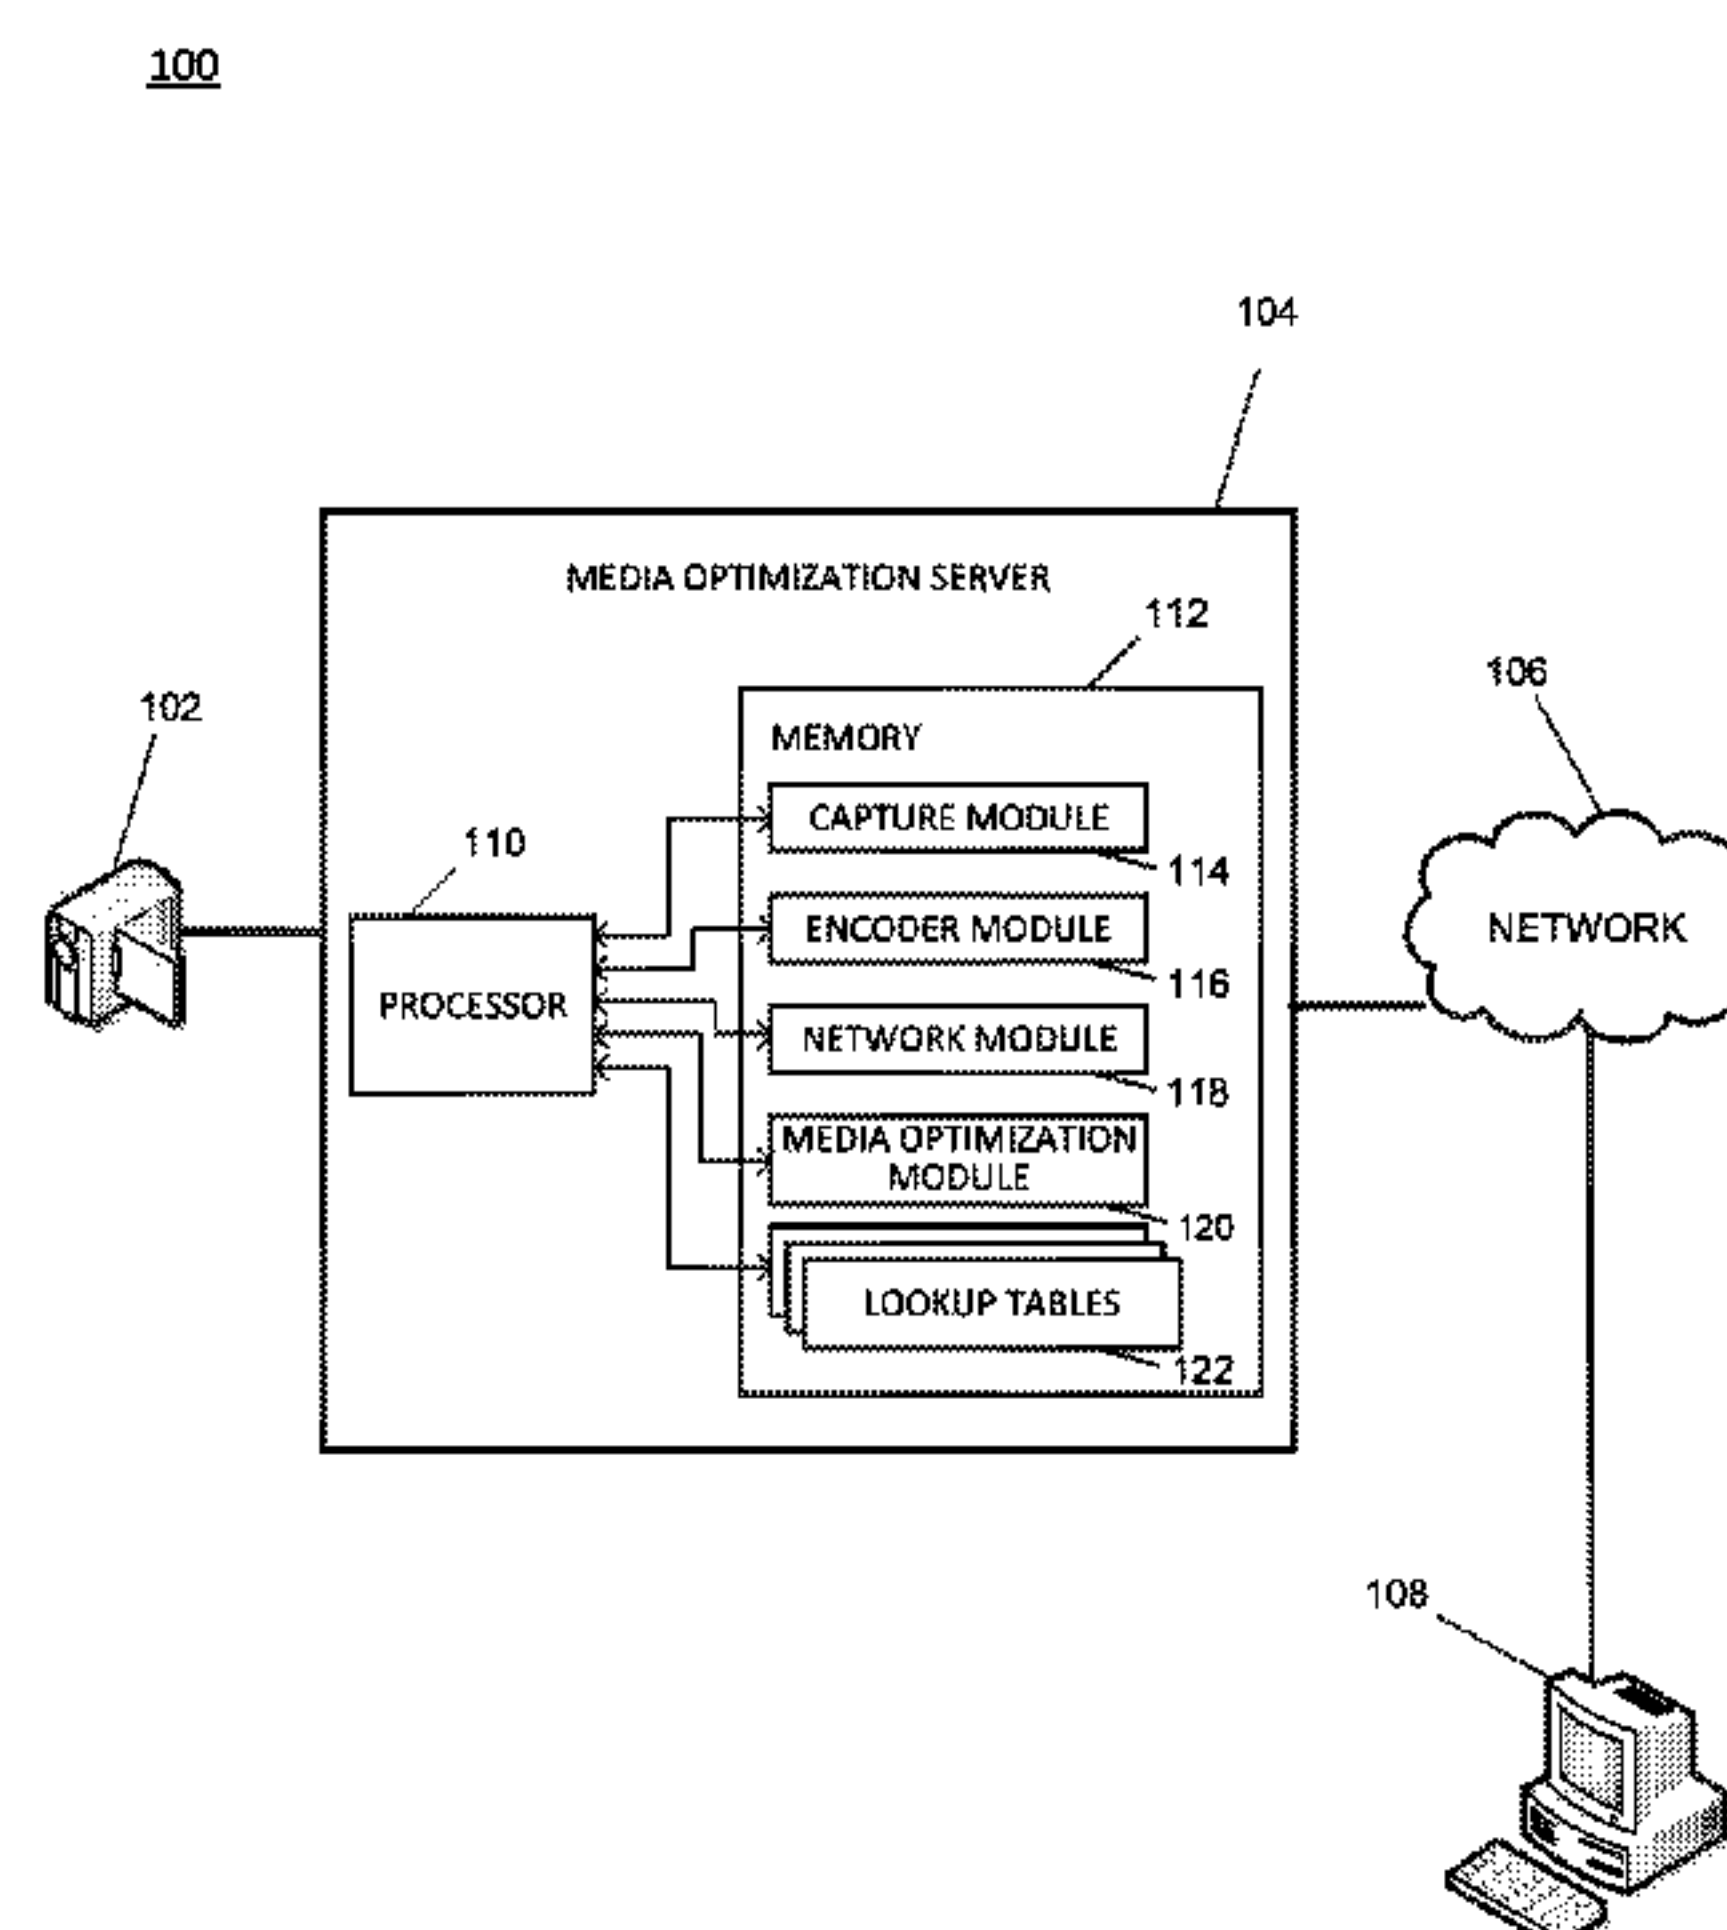 100
104
MEDIA OPTIMIZATION SERVER
112
106
102
MEMORY
CAPTURE MODULE
110
114
ENCODER MODULE
NETWORK
116
PROCESSOR
NETWORK MODULE
118
MEDIA OPTIMIZATION
MODULE
120
LOOKUP TABLES
122
108